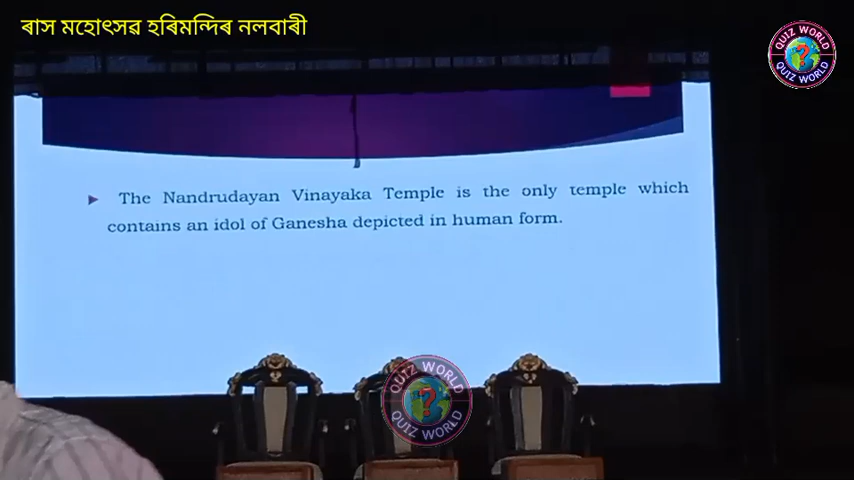 ৰাস মহোৎসৱ হৰিমন্দিৰ নলবাৰী
QUIZ WORLD
QUIZ WORLD
The Nandrudayan Vinayaka Temple is the only temple which
contains an idol of Ganesha depicted in human form.
QUIZ WORLD
QUIZ WORLD